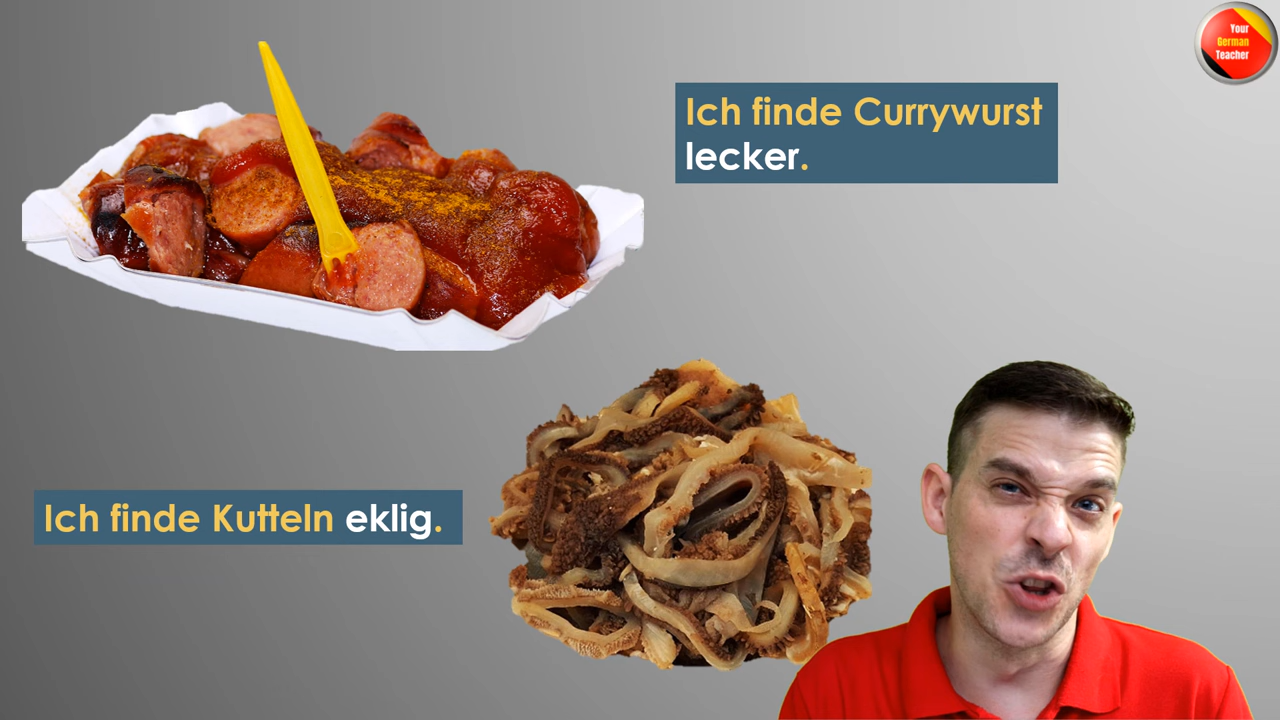 Your
German
Teacher
Ich finde Currywurst
lecker.
Ich finde Kutteln eklig.